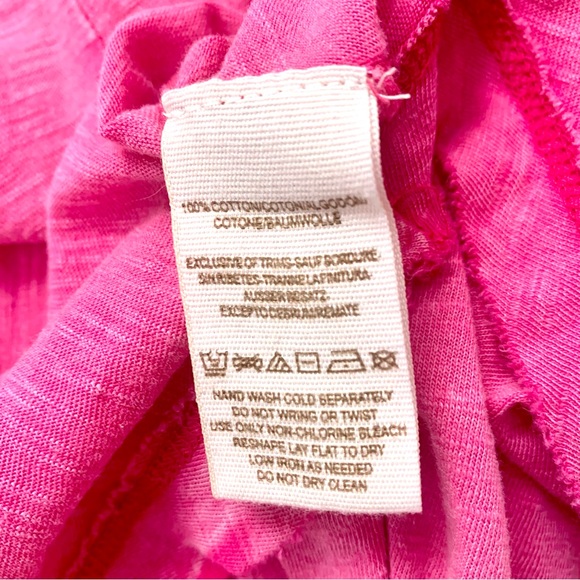 100% COTTON/COTON/ALGODON
COTONE/BAUMWOLLE
EXCLUSIVE OF TRIMS-SAUF BORDURE-
SIN RIBETES-TRANNE LA FINITURA-
AUSSER BESATZ-
EXCEPTO DEBRUM/REMATE
HAND WASH COLD SEPARATELY
DO NOT WRING OR TWIST
USE ONLY NON-CHLORINE BLEACH
RESHAPE LAY FLAT TO DRY
LOW IRON AS NEEDED
DO NOT DRY CLEAN